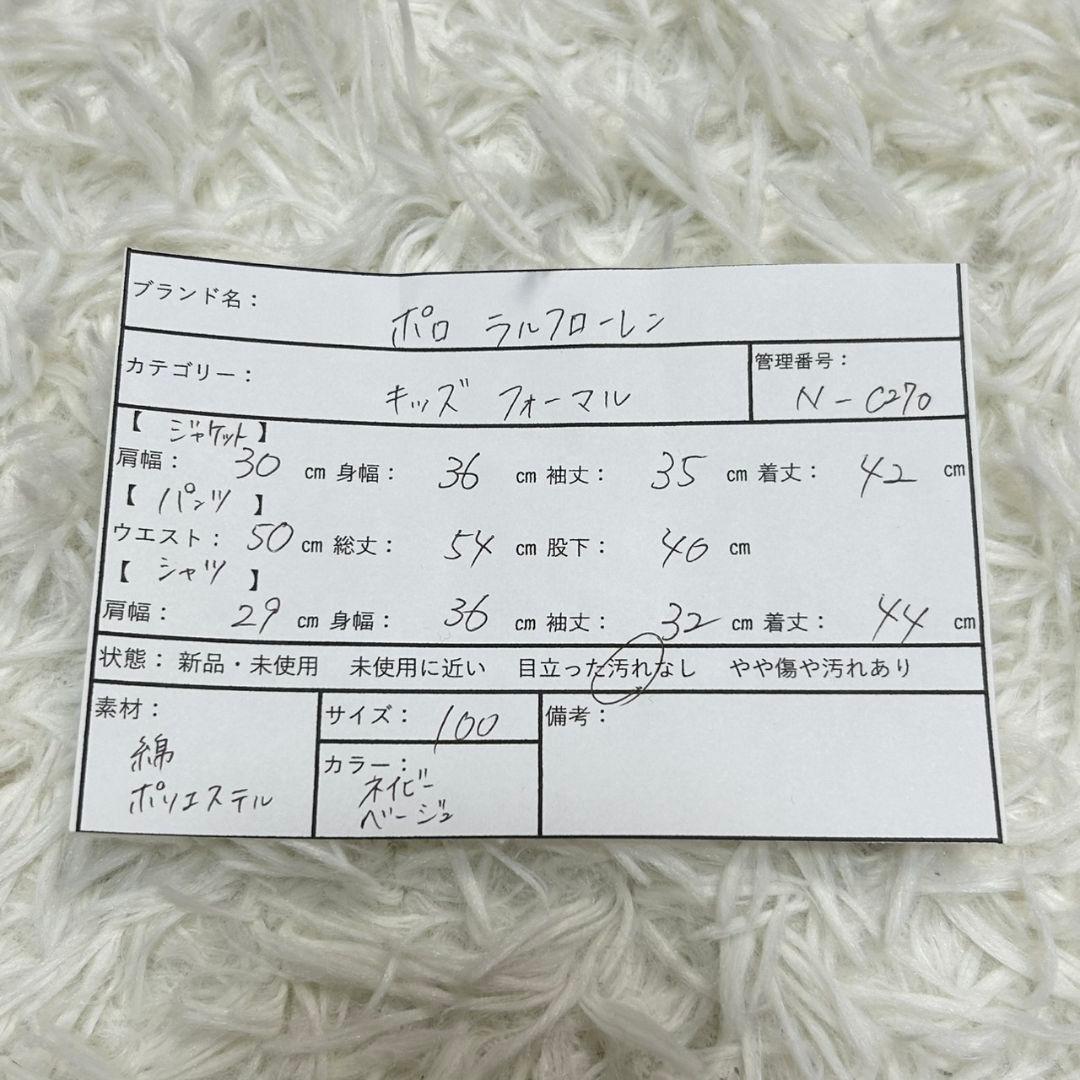 ブランド名： ポロ ラルフローレン
カテゴリー： キッズ フォーマル
管理番号： N-C270
【 ジャケット 】
肩幅： 30 cm 身幅： 36 cm 袖丈： 35 cm 着丈： 42 cm
【 パンツ 】
ウエスト： 50 cm 総丈： 54 cm 股下： 40 cm
【 シャツ 】
肩幅： 29 cm 身幅： 36 cm 袖丈： 32 cm 着丈： 44 cm
状態： 新品・未使用 未使用に近い 目立った汚れなし やや傷や汚れあり
素材：
綿
ポリエステル
サイズ： 100
カラー：
ネイビー
ベージュ
備考：